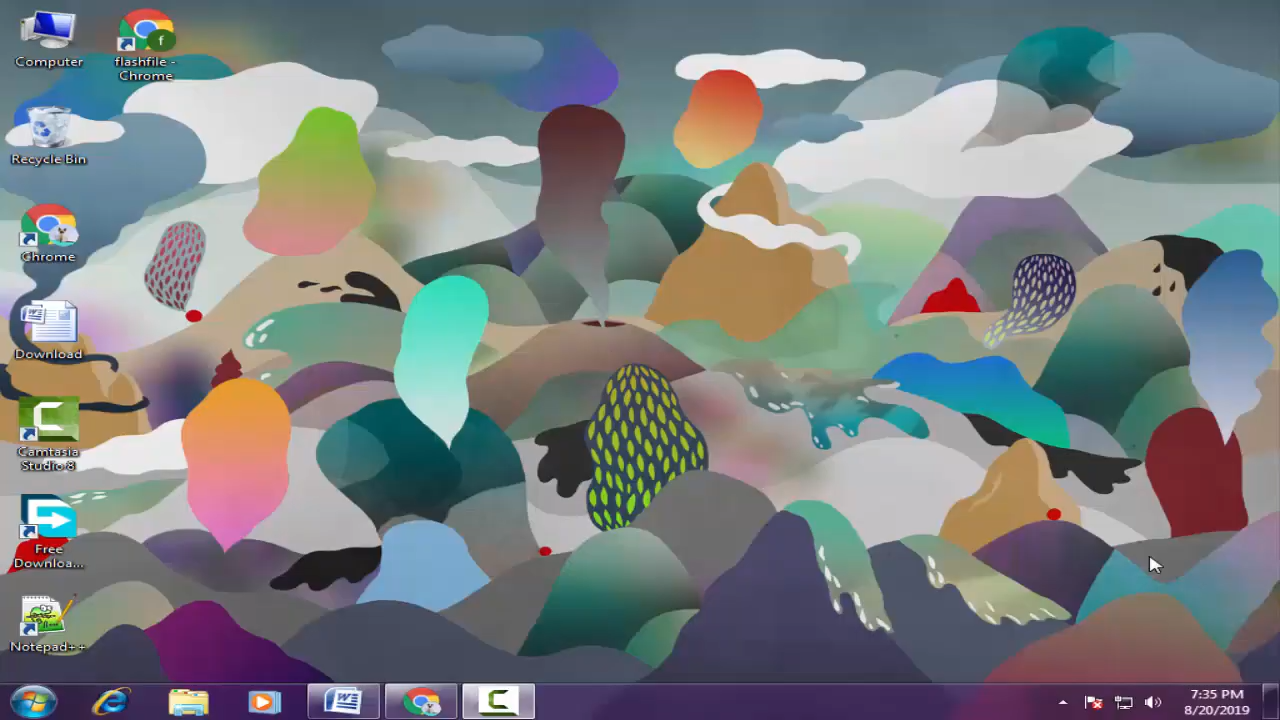 Computer
flashfile -
Chrome
Recycle Bin
Chrome
Download
Camtasia
Studio 8
Free
Downloa...
Notepad++
7:35 PM
8/20/2019